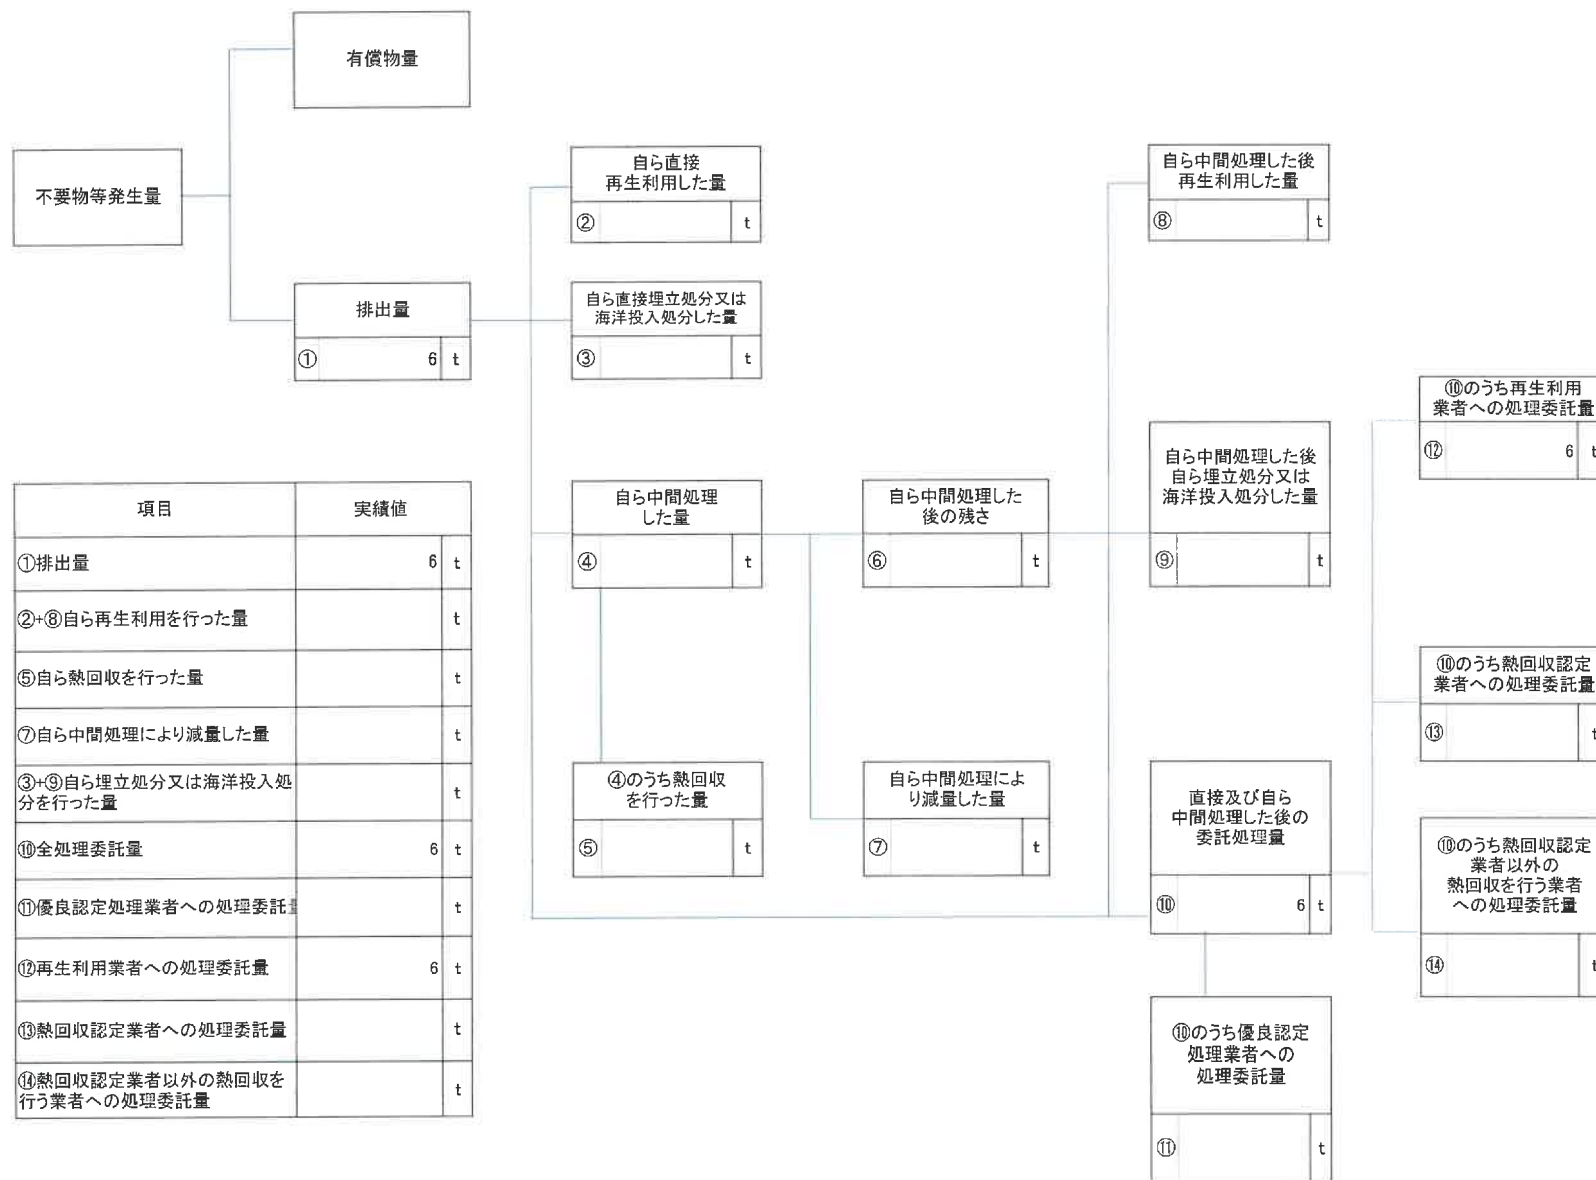 有償物量
不要物等発生量
排出量
① 6 t
自ら直接
再生利用した量
② t
自ら直接埋立処分又は
海洋投入処分した量
③ t
自ら中間処理
した量
④ t
④のうち熱回収
を行った量
⑤ t
自ら中間処理した
後の残さ
⑥ t
自ら中間処理によ
り減量した量
⑦ t
自ら中間処理した後
再生利用した量
⑧ t
自ら中間処理した後
自ら埋立処分又は
海洋投入処分した量
⑨ t
直接及び自ら
中間処理した後の
委託処理量
⑩ 6 t
⑩のうち優良認定
処理業者への
処理委託量
⑪ t
⑩のうち再生利用
業者への処理委託量
⑫ 6 t
⑩のうち熱回収認定
業者への処理委託量
⑬ t
⑩のうち熱回収認定
業者以外の
熱回収を行う業者
への処理委託量
⑭ t
項目 実績値
①排出量 6 t
②+⑧自ら再生利用を行った量 t
⑤自ら熱回収を行った量 t
⑦自ら中間処理により減量した量 t
③+⑨自ら埋立処分又は海洋投入処
分を行った量 t
⑩全処理委託量 6 t
⑪優良認定処理業者への処理委託量 t
⑫再生利用業者への処理委託量 6 t
⑬熱回収認定業者への処理委託量 t
⑭熱回収認定業者以外の熱回収を
行う業者への処理委託量 t